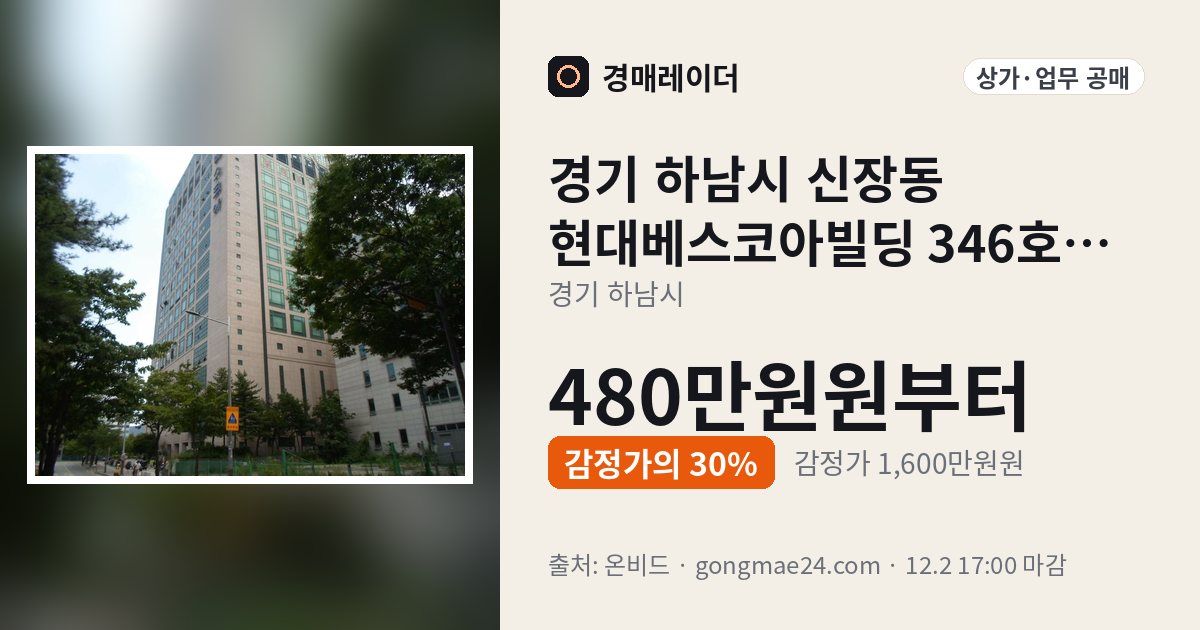 경매레이더
상가·업무 공매
경기 하남시 신장동
현대베스코아빌딩 346호…
경기 하남시
480만원원부터
감정가의 30%
감정가 1,600만원원
출처: 온비드 · gongmae24.com · 12.2 17:00 마감